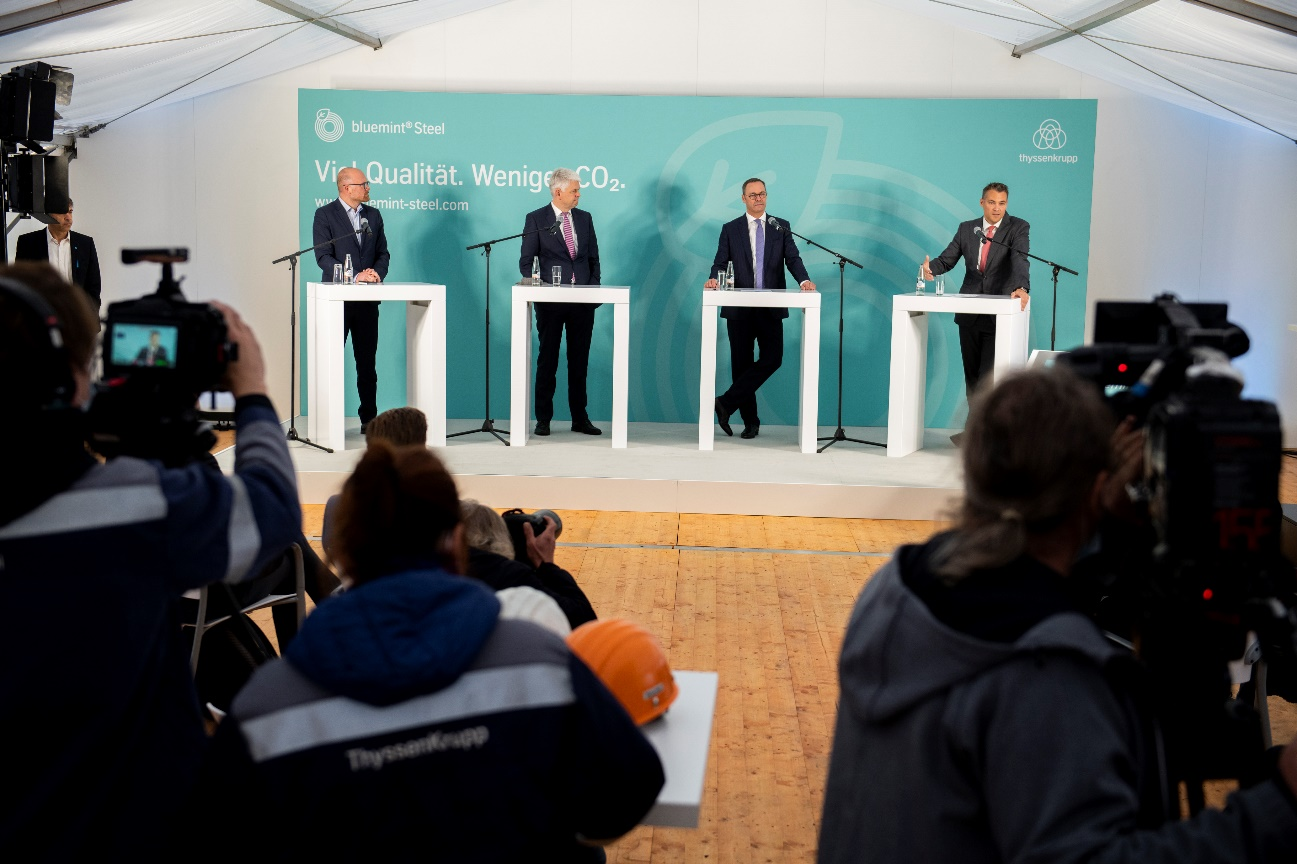 bluemint® Steel
thyssenkrupp
Viel Qualität. Weniger CO₂.
www.bluemint-steel.com
ThyssenKrupp